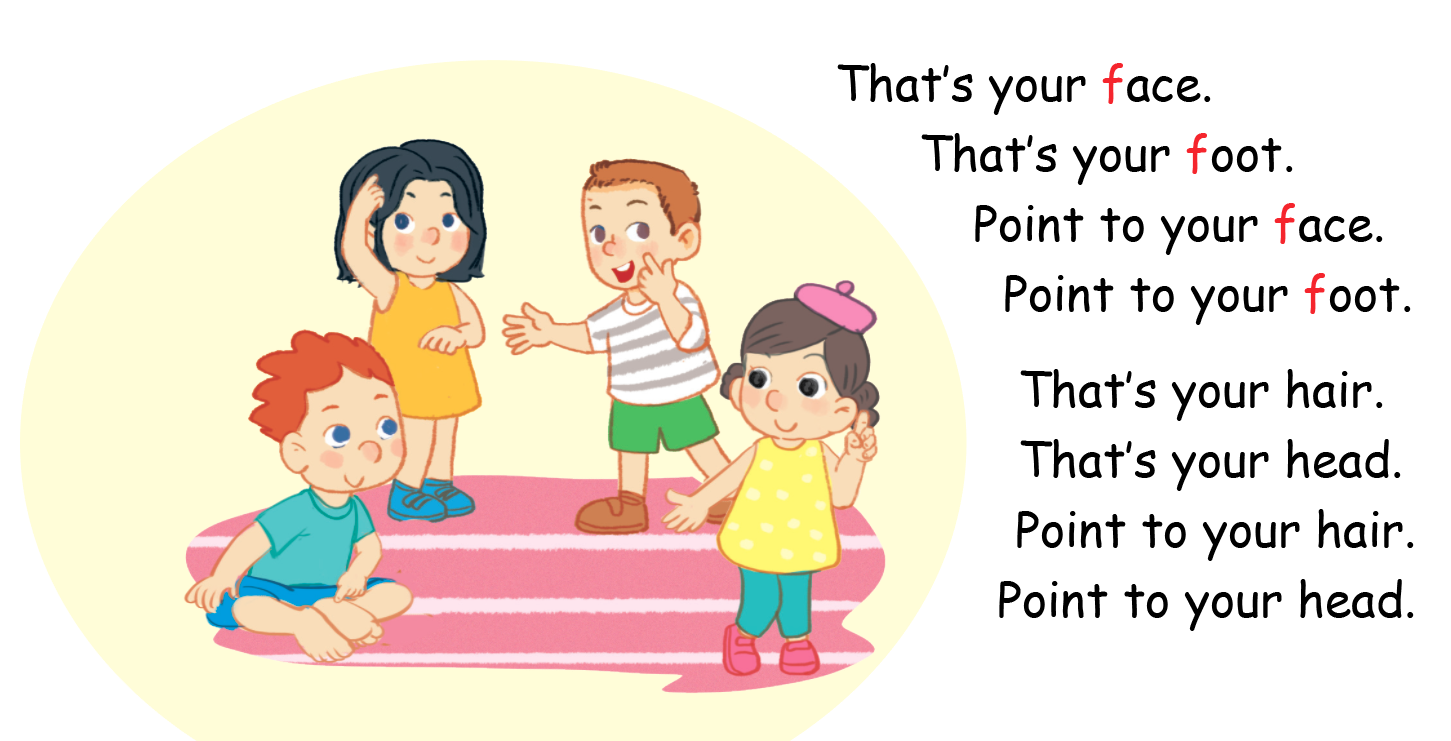 That's your face.
That's your foot.
Point to your face.
Point to your foot.
That's your hair.
That's your head.
Point to your hair.
Point to your head.